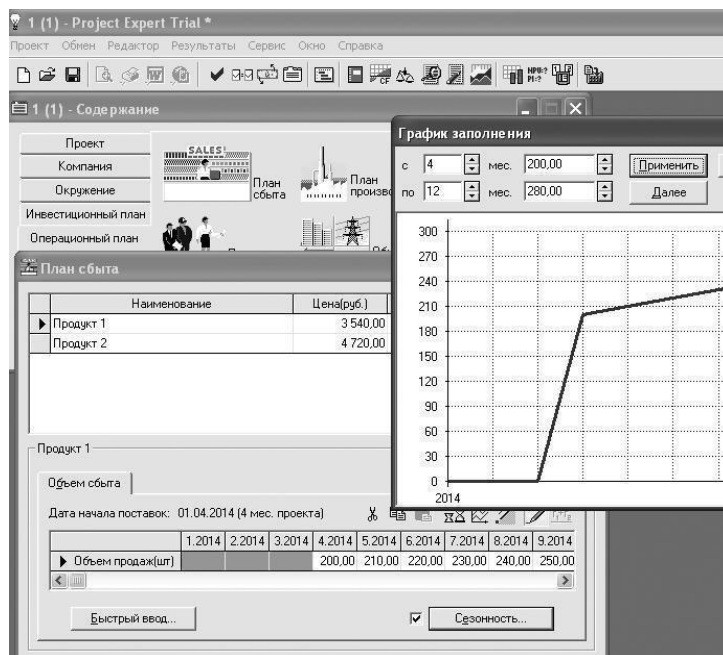 1 (1) - Project Expert Trial *
Проект Обмен Редактор Результаты Сервис Окно Справка
NPV:?
PI:?
1 (1) - Содержание
Проект
Компания
Окружение
Инвестиционный план
Операционный план
SALES!
План
сбыта
План
произво
График заполнения
с 4 мес. 200,00 Применить
по 12 мес. 280,00 Далее
300
270
240
210
180
150
120
90
60
30
0
2014
План сбыта
Наименование Цена(руб.)
Продукт 1 3 540,00
Продукт 2 4 720,00
Продукт 1
Объем сбыта
Дата начала поставок: 01.04.2014 (4 мес. проекта)
1.2014 2.2014 3.2014 4.2014 5.2014 6.2014 7.2014 8.2014 9.2014
Объем продаж(шт) 200,00 210,00 220,00 230,00 240,00 250,00
Быстрый ввод... Сезонность...